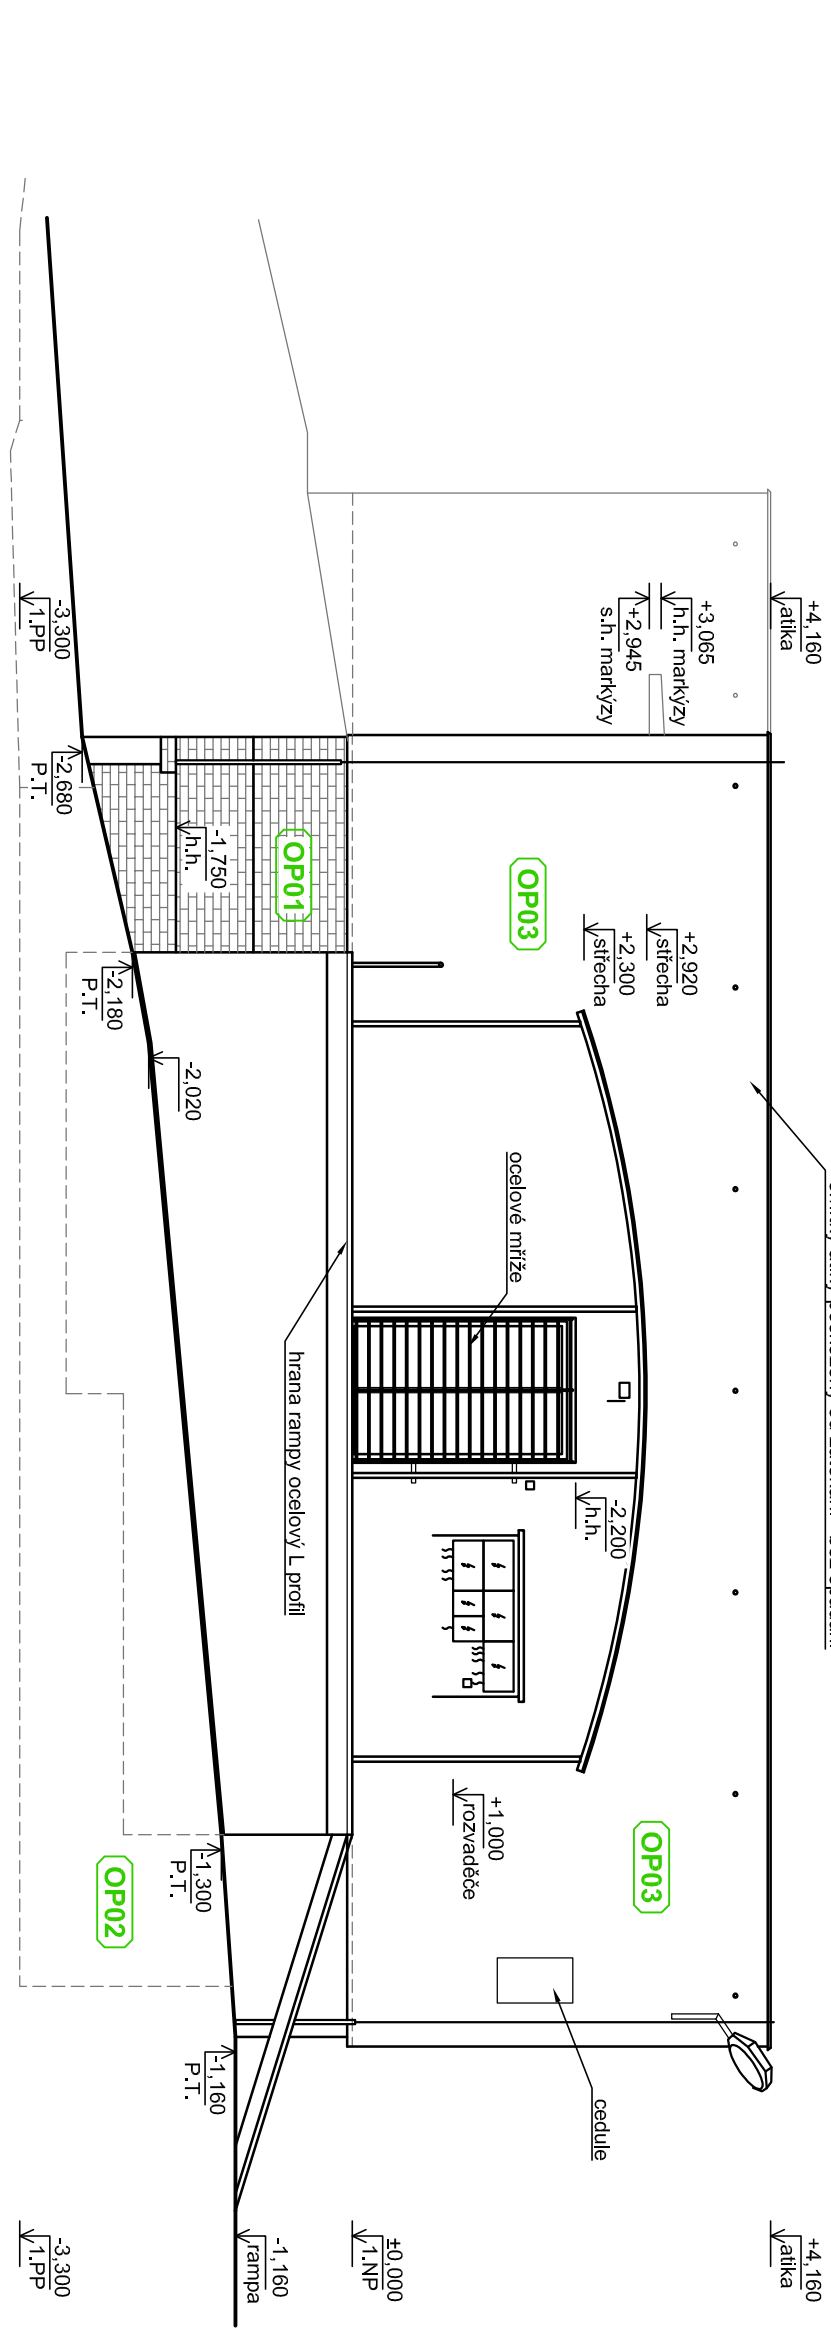 +4,160
atika
+3,065
h.h. markýzy
+2,945
s.h. markýzy
-3,300
1.PP
-2,680
P.T.
-1,750
h.h.
OP01
OP03
+2,920
střecha
+2,300
střecha
-2,180
P.T.
-2,020
ocelové mříže
hrana rampy ocelový L profil
-2,200
h.h.
+1,000
rozvaděče
OP03
-1,300
P.T.
OP02
-1,160
P.T.
cedule
+4,160
atika
±0,000
1.NP
-1,160
rampa
-3,300
1.PP